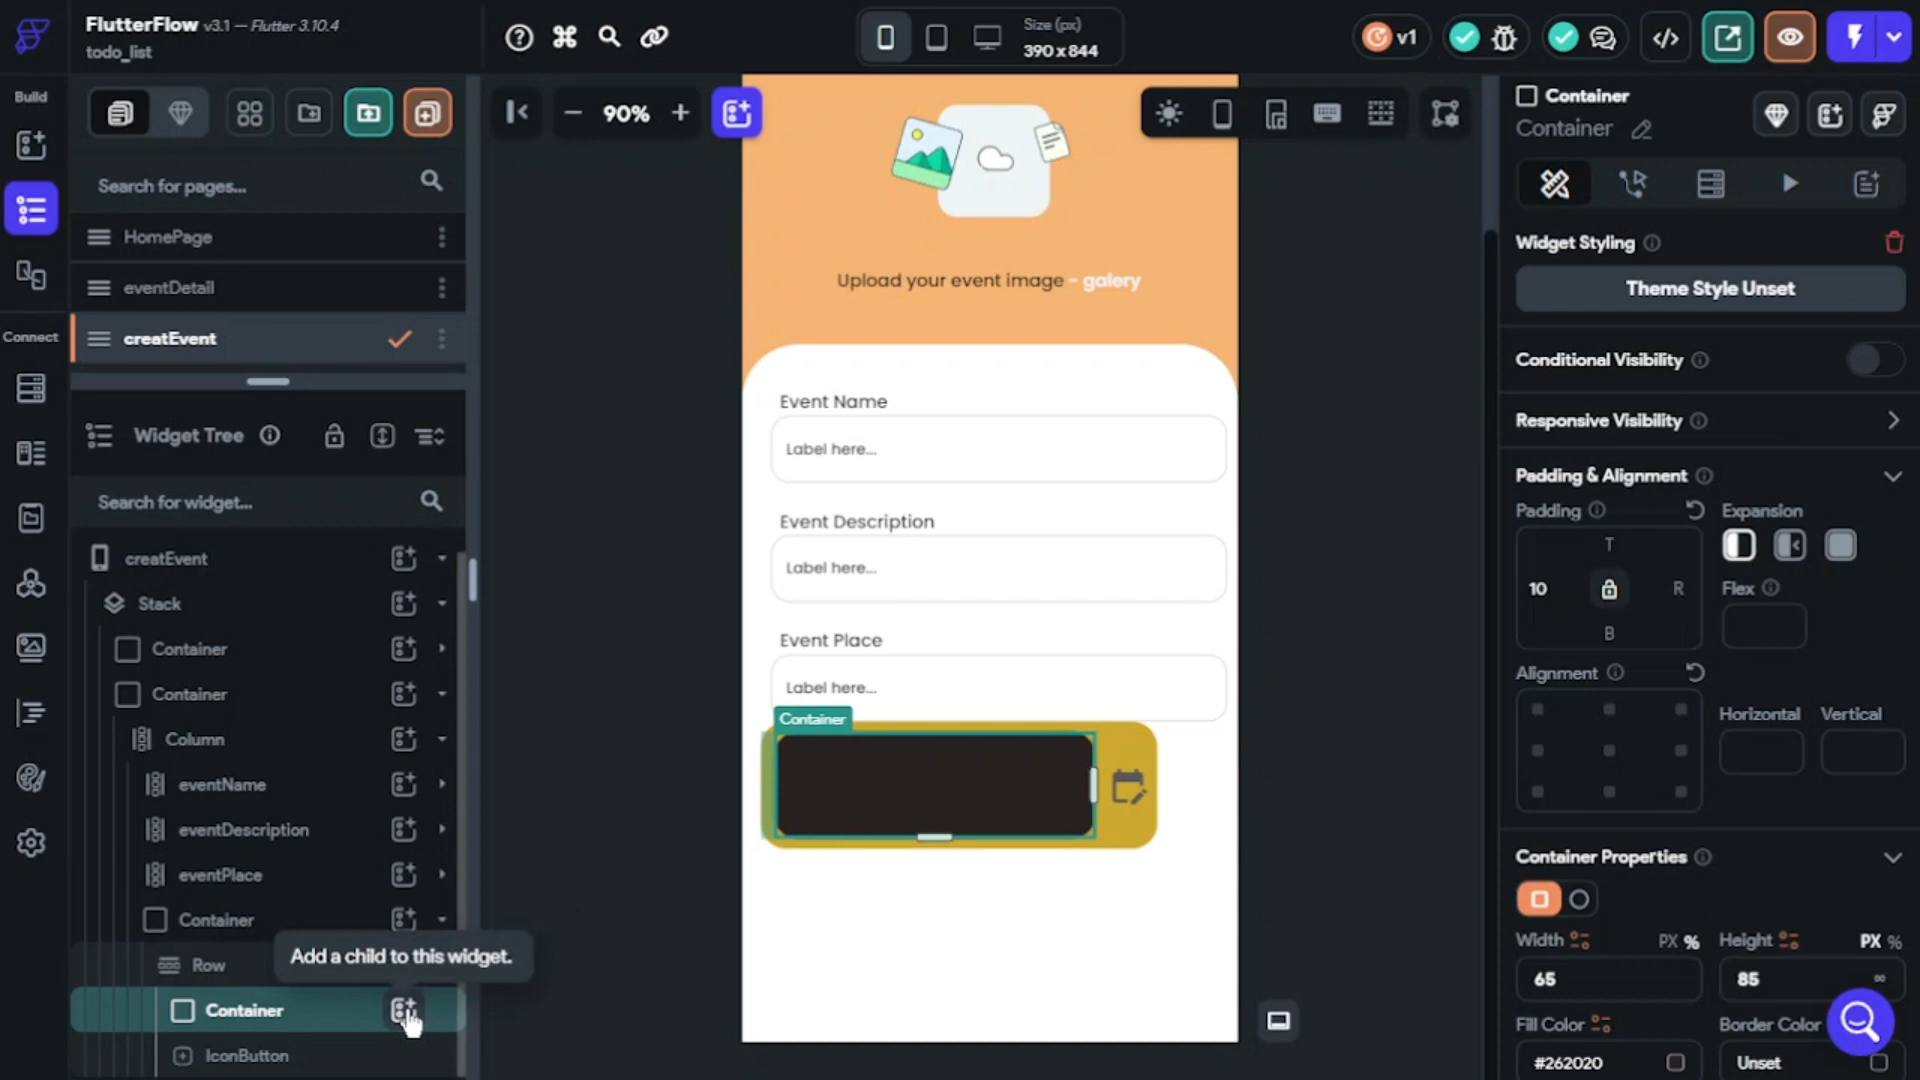 FlutterFlow v3.1 — Flutter 3.10.4
todo_list
Size (px)
390 x 844
v1
Build
Connect
Search for pages...
HomePage
eventDetail
creatEvent
Widget Tree
Search for widget...
creatEvent
Stack
Container
Container
Column
eventName
eventDescription
eventPlace
Container
Row
Add a child to this widget.
Container
IconButton
90%
Upload your event image - galery
Event Name
Label here...
Event Description
Label here...
Event Place
Label here...
Container
Container
Container
Widget Styling
Theme Style Unset
Conditional Visibility
Responsive Visibility
Padding & Alignment
Padding
Expansion
T
10
R
B
Flex
Alignment
Horizontal Vertical
Container Properties
Width PX %
Height PX %
65
85 ∞
Fill Color
Border Color
#262020
Unset